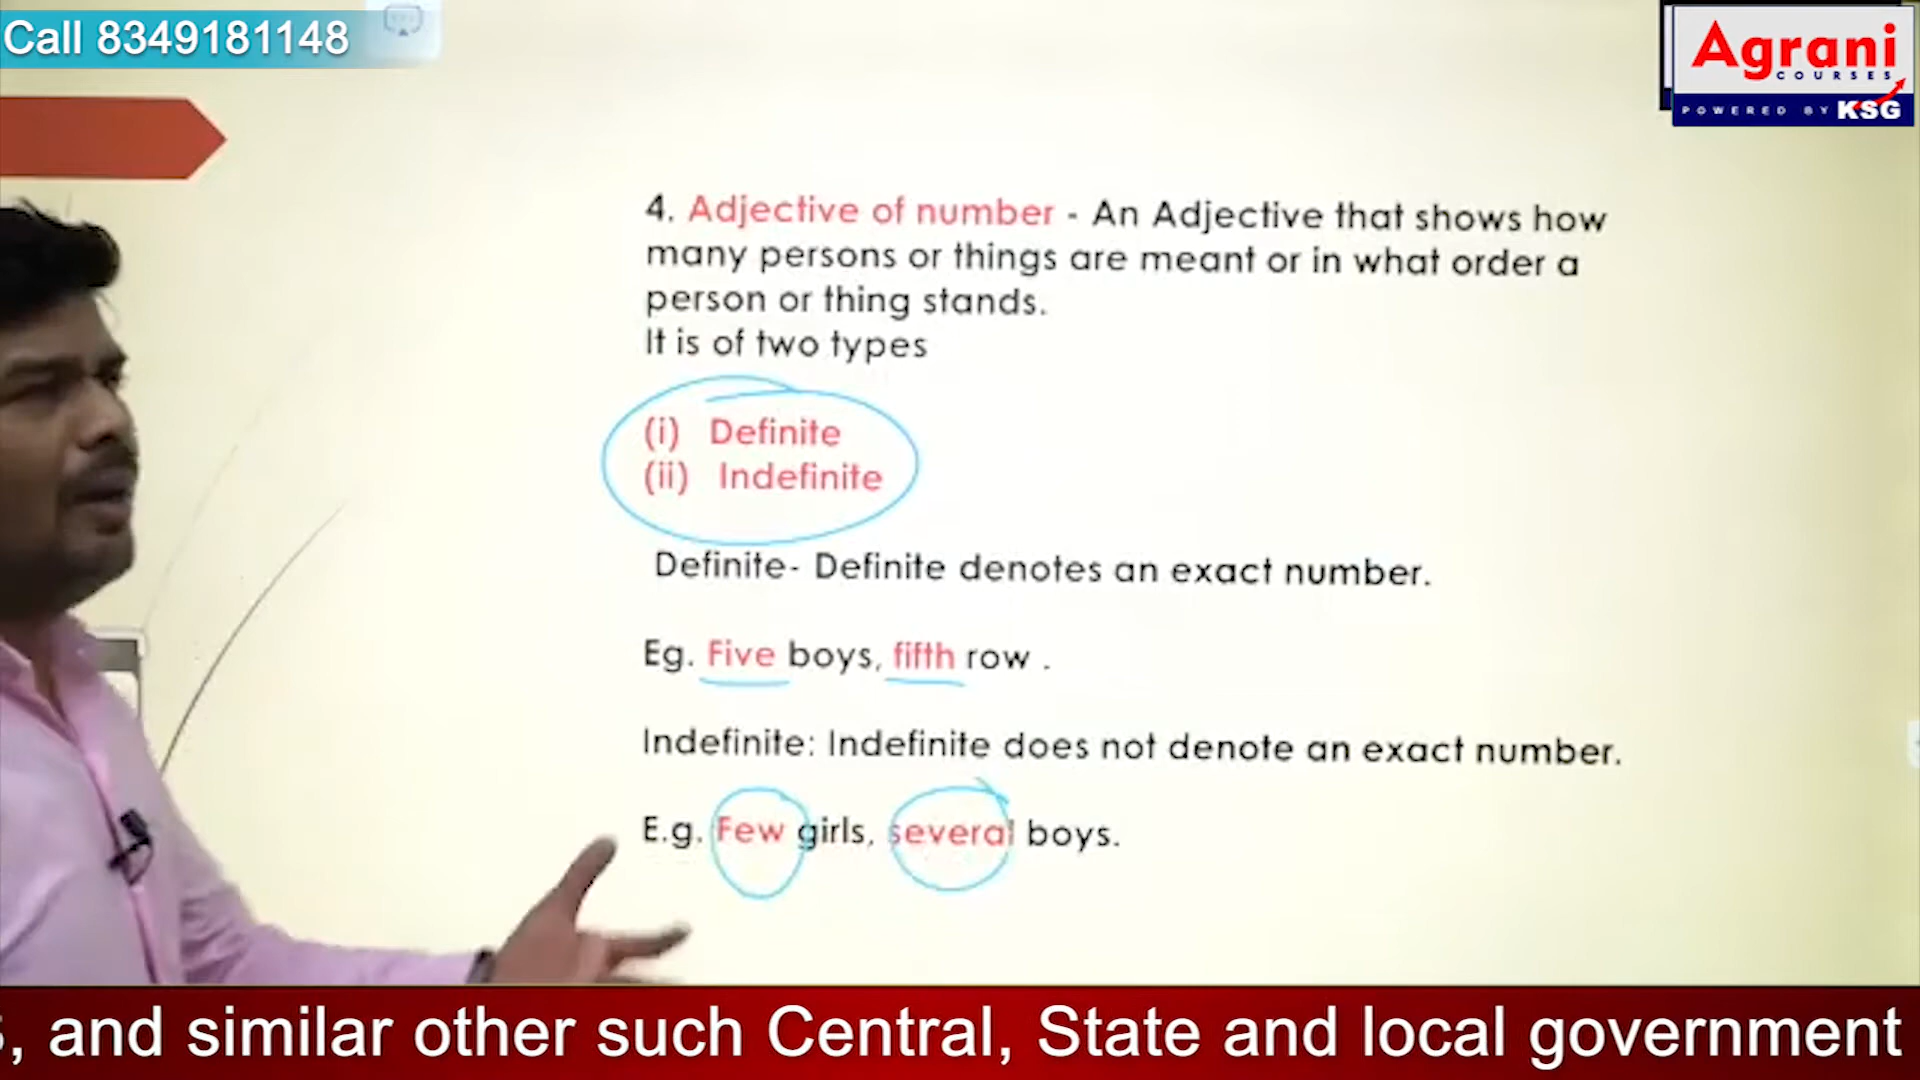 Call 8349181148
Agrani
COURSES
POWERED BY KSG
4. Adjective of number - An Adjective that shows how
many persons or things are meant or in what order a
person or thing stands.
It is of two types
(i) Definite
(ii) Indefinite
Definite- Definite denotes an exact number.
Eg. Five boys, fifth row .
Indefinite: Indefinite does not denote an exact number.
E.g. Few girls, several boys.
, and similar other such Central, State and local government